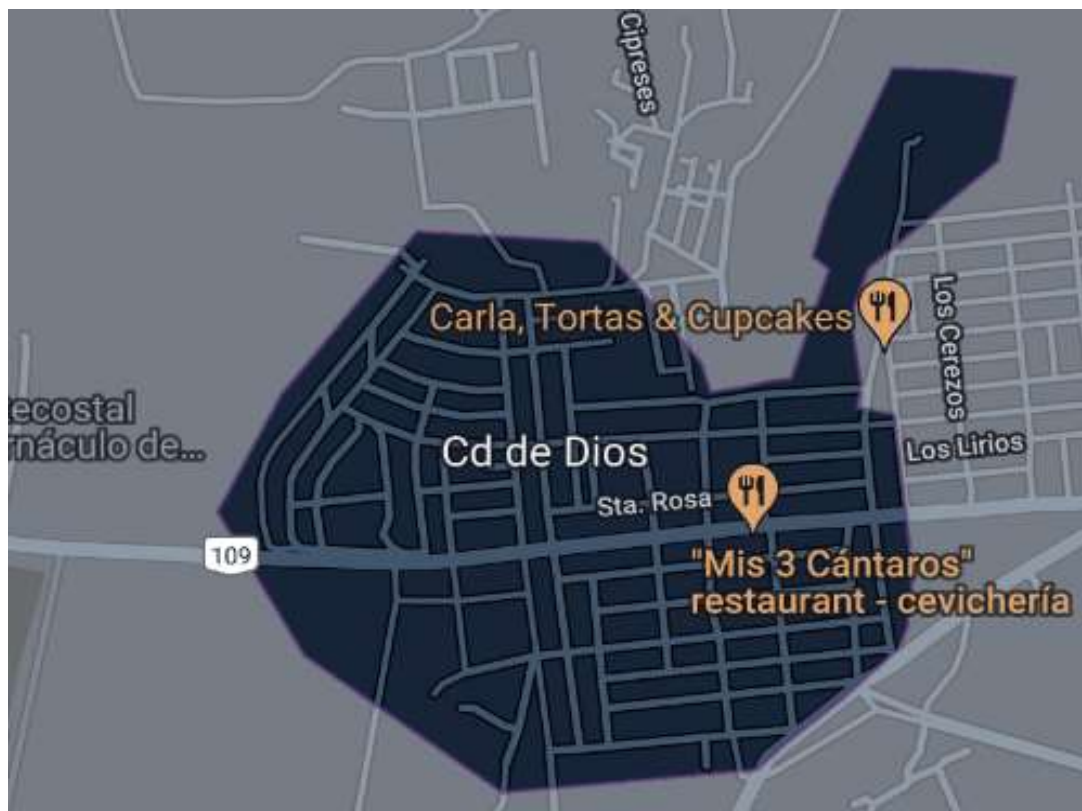 Cipreses
Carla, Tortas & Cupcakes
Los Cerezos
ecostal
rnáculo de...
Cd de Dios
Los Lirios
Sta. Rosa
109
"Mis 3 Cántaros"
restaurant - cevichería